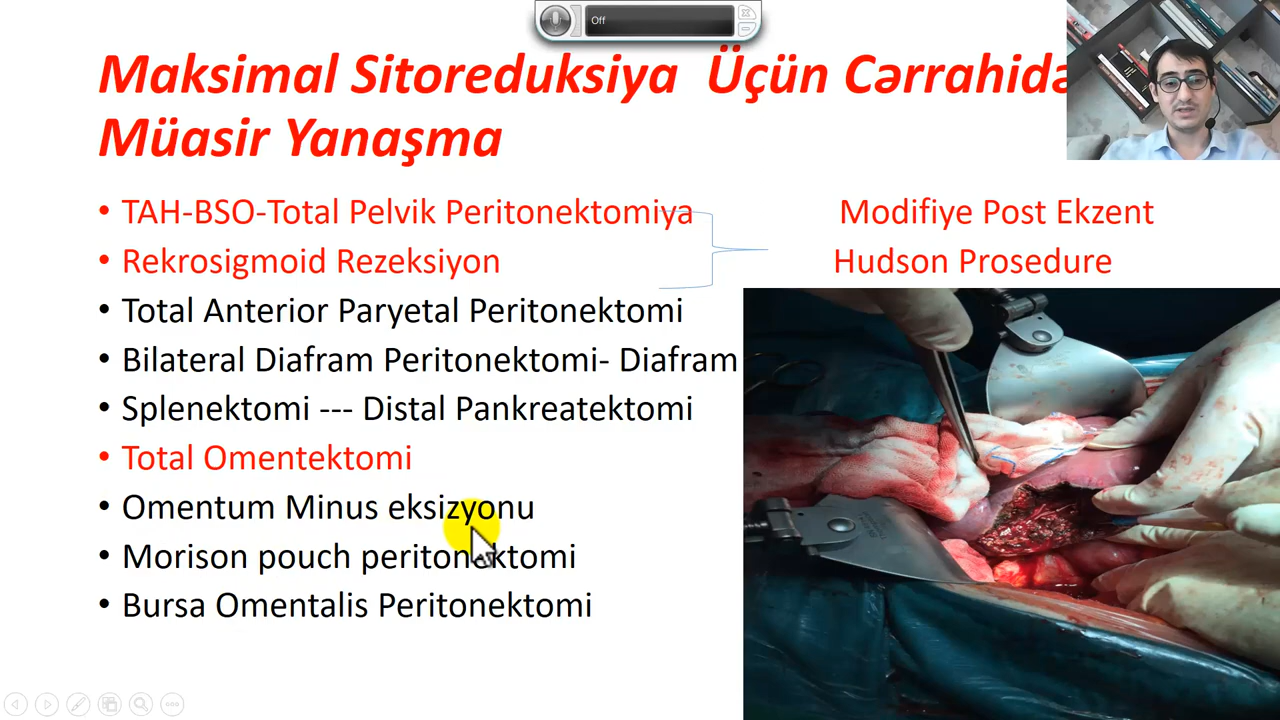 Off
Maksimal Sitoreduksiya Üçün Cərrahidə
Müasir Yanaşma
• TAH-BSO-Total Pelvik Peritonektomiya
Modifiye Post Ekzent
• Rekrosigmoid Rezeksiyon
Hudson Prosedure
• Total Anterior Paryetal Peritonektomi
• Bilateral Diafram Peritonektomi- Diafram
• Splenektomi --- Distal Pankreatektomi
• Total Omentektomi
• Omentum Minus eksizyonu
• Morison pouch peritonektomi
• Bursa Omentalis Peritonektomi